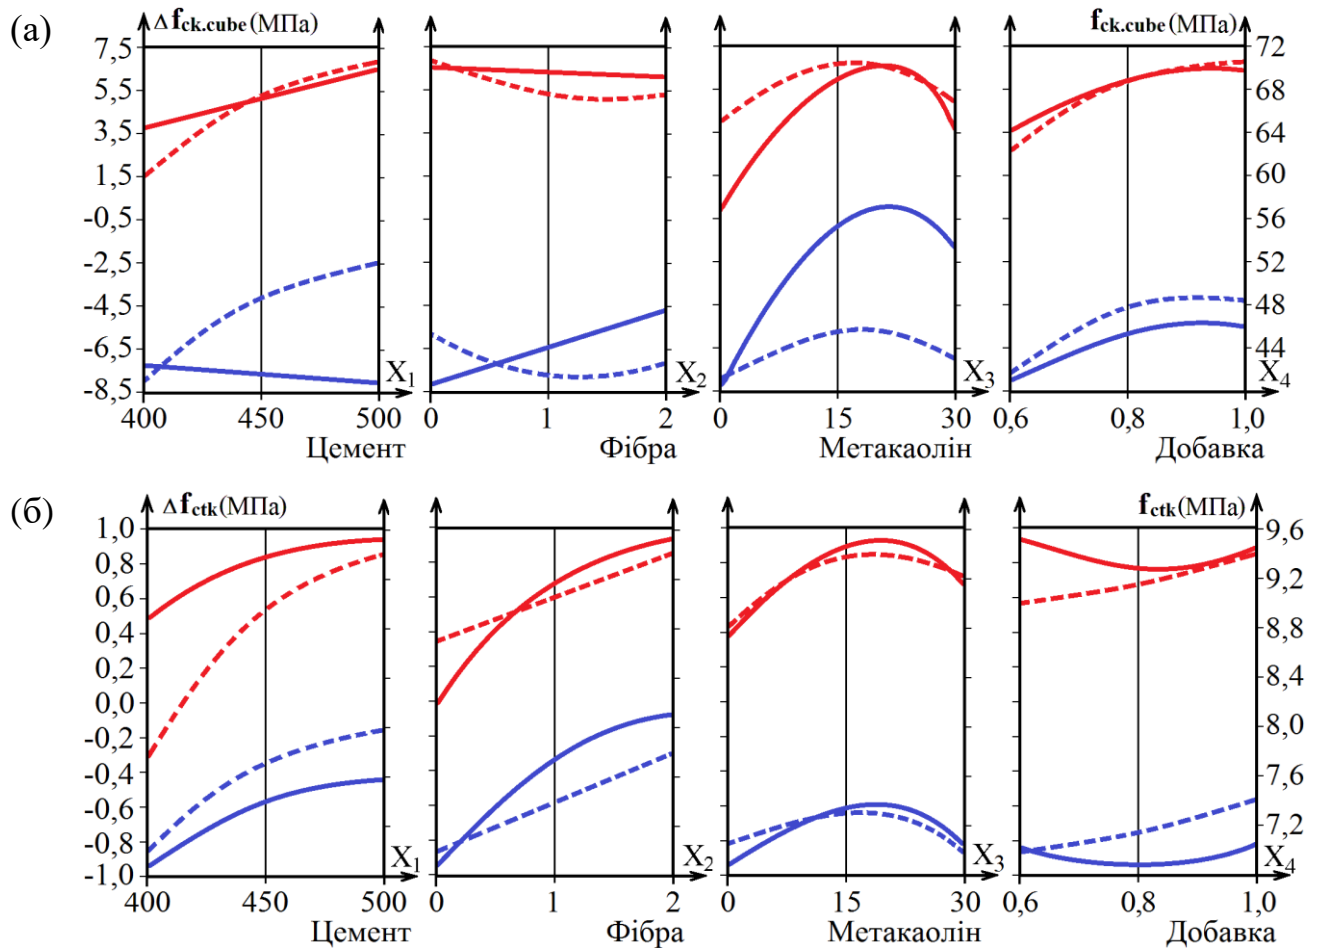 (а)
Δ fck.cube (МПа)
fck.cube (МПа)
7,5
5,5
3,5
1,5
-0,5
-2,5
-4,5
-6,5
-8,5
72
68
64
60
56
52
48
44
X1
X2
X3
X4
400 450 500
0 1 2
0 15 30
0,6 0,8 1,0
Цемент
Фібра
Метакаолін
Добавка
(б)
Δ fctk (МПа)
fctk (МПа)
1,0
0,8
0,6
0,4
0,2
0,0
-0,2
-0,4
-0,6
-0,8
-1,0
9,6
9,2
8,8
8,4
8,0
7,6
7,2
X1
X2
X3
X4
400 450 500
0 1 2
0 15 30
0,6 0,8 1,0
Цемент
Фібра
Метакаолін
Добавка